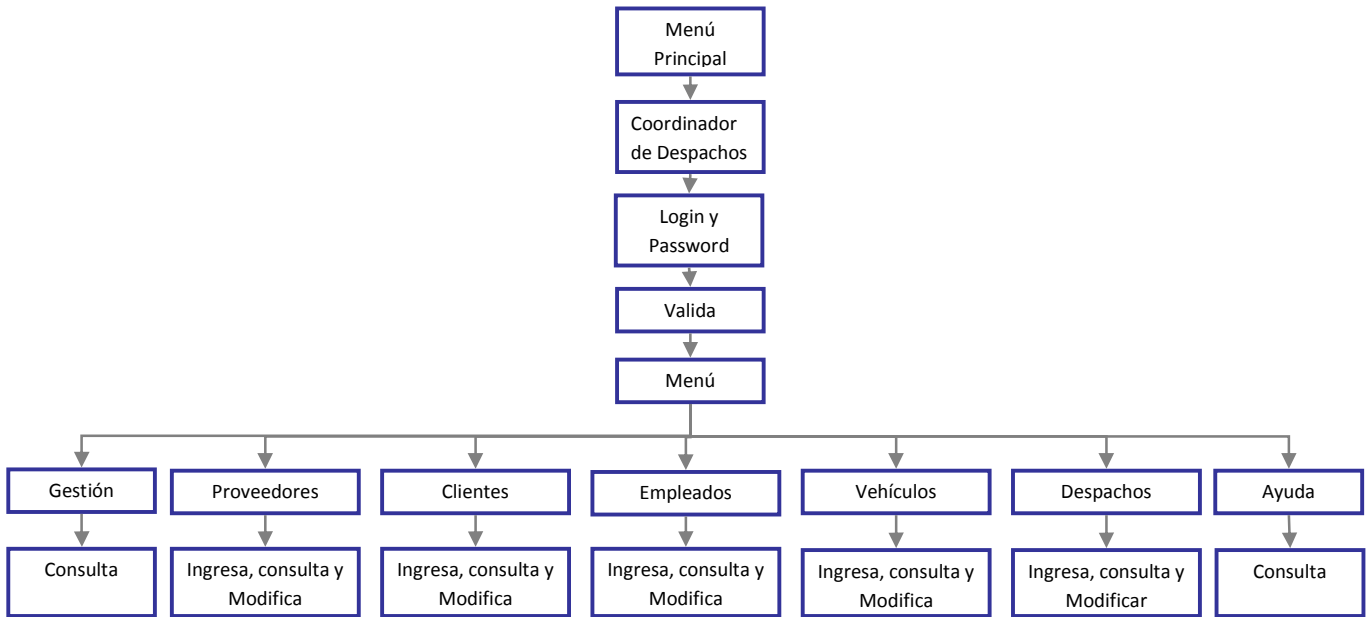 Menú
Principal
Coordinador
de Despachos
Login y
Password
Valida
Menú
Gestión
Proveedores
Clientes
Empleados
Vehículos
Despachos
Ayuda
Consulta
Ingresa, consulta y
Modifica
Ingresa, consulta y
Modifica
Ingresa, consulta y
Modifica
Ingresa, consulta y
Modifica
Ingresa, consulta y
Modificar
Consulta